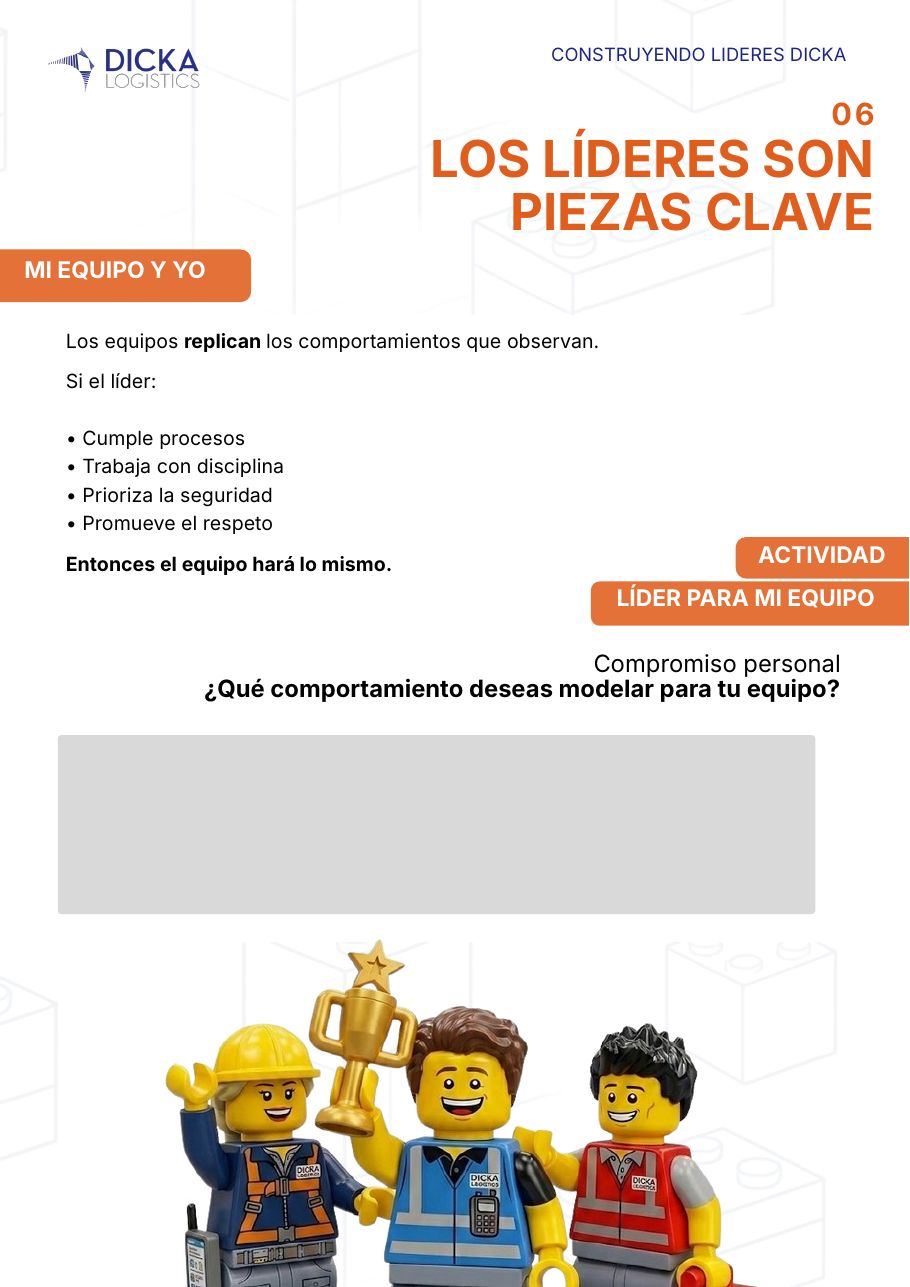 DICKA
LOGISTICS
CONSTRUYENDO LIDERES DICKA
06
LOS LÍDERES SON
PIEZAS CLAVE
MI EQUIPO Y YO
Los equipos replican los comportamientos que observan.
Si el líder:
• Cumple procesos
• Trabaja con disciplina
• Prioriza la seguridad
• Promueve el respeto
Entonces el equipo hará lo mismo.
ACTIVIDAD
LÍDER PARA MI EQUIPO
Compromiso personal
¿Qué comportamiento deseas modelar para tu equipo?
DICKA
LOGISTICS
DICKA
LOGISTICS
DICKA
LOGISTICS